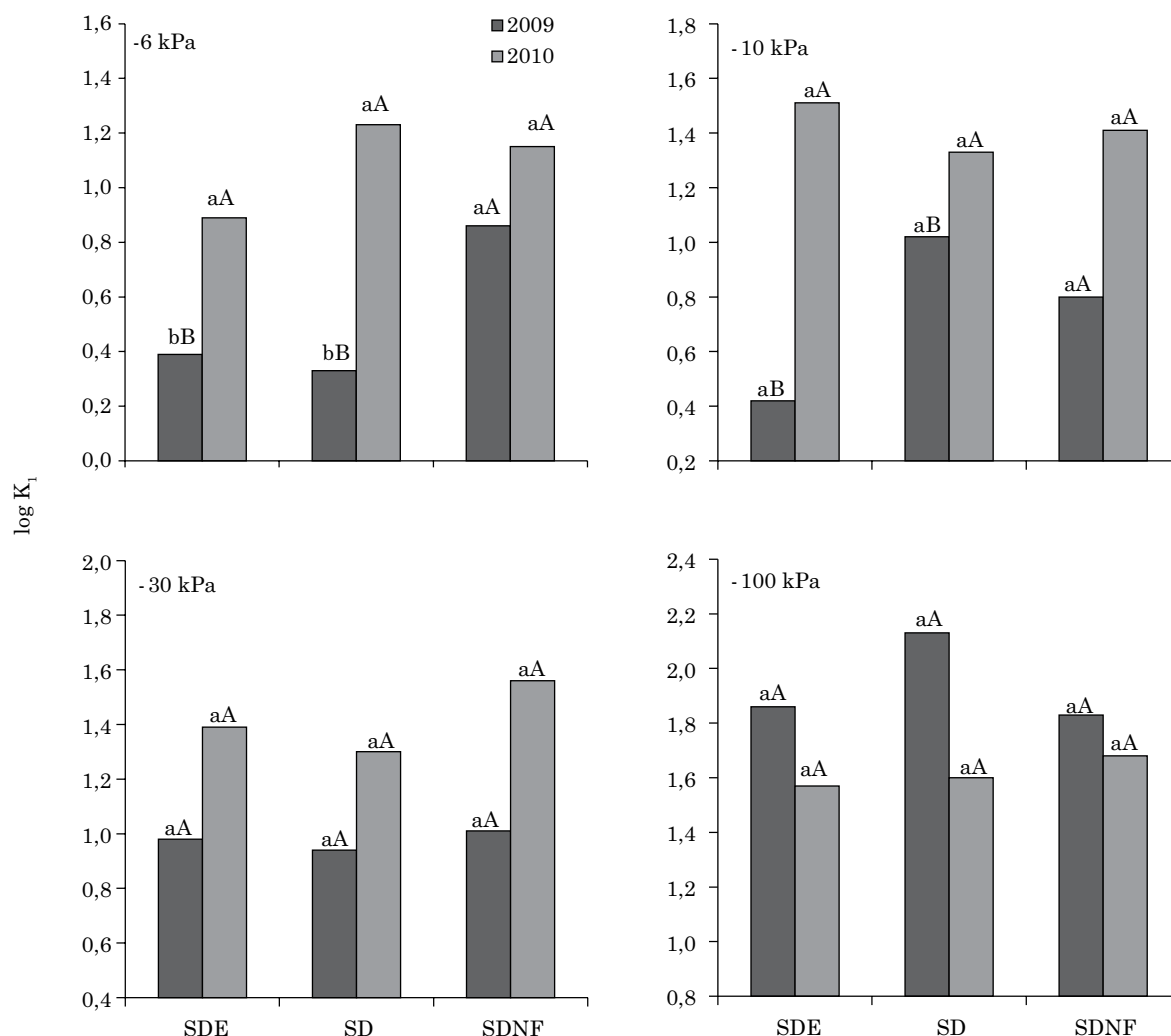 log K₁
-6 kPa
2009
2010
1,6
1,4
1,2
1,0
0,8
0,6
0,4
0,2
0,0
bB
aA
bB
aA
aA
aA
- 10 kPa
1,8
1,6
1,4
1,2
1,0
0,8
0,6
0,4
0,2
aB
aA
aB
aA
aA
aA
- 30 kPa
2,0
1,8
1,6
1,4
1,2
1,0
0,8
0,6
0,4
aA
aA
aA
aA
aA
aA
SDE SD SDNF
- 100 kPa
2,4
2,2
2,0
1,8
1,6
1,4
1,2
1,0
0,8
aA
aA
aA
aA
aA
aA
SDE SD SDNF